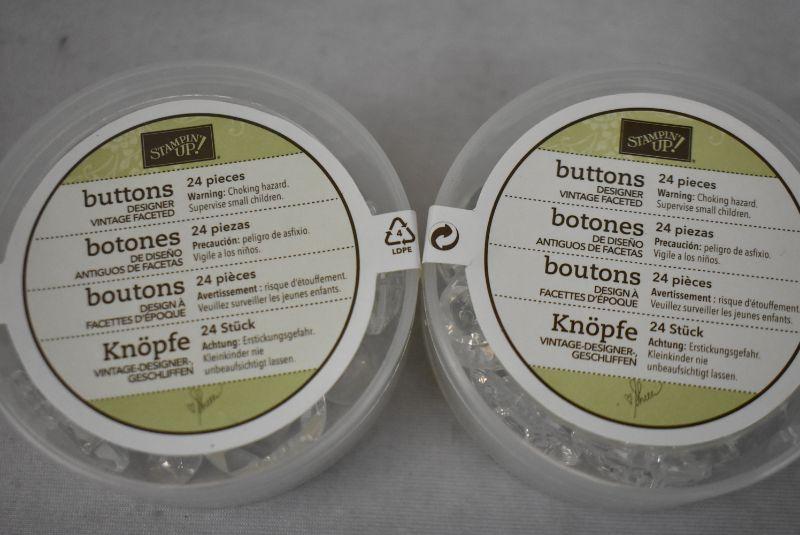 STAMPIN' UP!®
buttons 24 pieces
DESIGNER Warning: Choking hazard.
VINTAGE FACETED Supervise small children.
botones 24 piezas
DE DISEÑO Precaución: peligro de asfixio.
ANTIGUOS DE FACETAS Vigile a los niños.
boutons 24 pièces
DESIGN À Avertissement : risque d'étouffement.
FACETTES D'ÉPOQUE Veuillez surveiller les jeunes enfants.
Knöpfe 24 Stück
VINTAGE-DESIGNER-, Achtung: Erstickungsgefahr.
GESCHLIFFEN Kleinkinder nie
unbeaufsichtigt lassen.
4
LDPE
STAMPIN' UP!®
buttons 24 pieces
DESIGNER Warning: Choking hazard.
VINTAGE FACETED Supervise small children.
botones 24 piezas
DE DISEÑO Precaución: peligro de asfixio.
ANTIGUOS DE FACETAS Vigile a los niños.
boutons 24 pièces
DESIGN À Avertissement : risque d'étouffement.
FACETTES D'ÉPOQUE Veuillez surveiller les jeunes enfants.
Knöpfe 24 Stück
VINTAGE-DESIGNER-, Achtung: Erstickungsgefahr.
GESCHLIFFEN Kleinkinder nie
unbeaufsichtigt lassen.